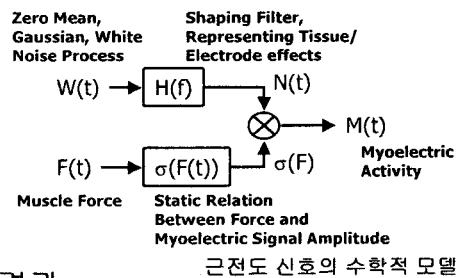 Zero Mean,
Gaussian, White
Noise Process
Shaping Filter,
Representing Tissue/
Electrode effects
W(t)
H(f)
N(t)
M(t)
Myoelectric
Activity
F(t)
σ(F(t))
σ(F)
Muscle Force
Static Relation
Between Force and
Myoelectric Signal Amplitude
근전도 신호의 수학적 모델